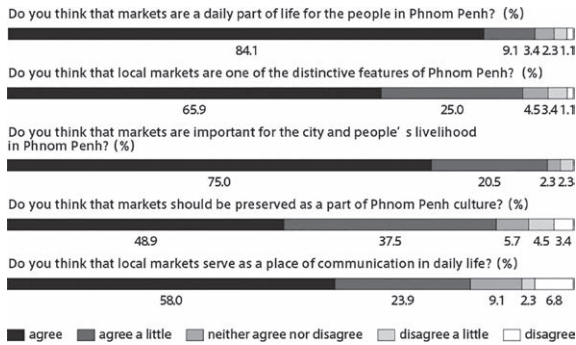 Do you think that markets are a daily part of life for the people in Phnom Penh? (%)
84.1 9.1 3.4 2.3 1.1
Do you think that local markets are one of the distinctive features of Phnom Penh? (%)
65.9 25.0 4.5 3.4 1.1
Do you think that markets are important for the city and people's livelihood
in Phnom Penh? (%)
75.0 20.5 2.3 2.3
Do you think that markets should be preserved as a part of Phnom Penh culture? (%)
48.9 37.5 5.7 4.5 3.4
Do you think that local markets serve as a place of communication in daily life? (%)
58.0 23.9 9.1 2.3 6.8
agree agree a little neither agree nor disagree disagree a little disagree